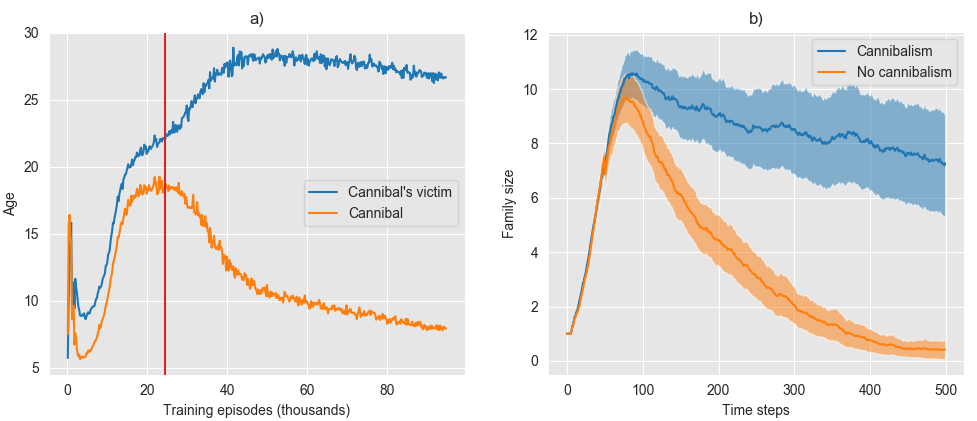 a)
30
25
20
15
10
5
Age
Cannibal's victim
Cannibal
0
20
40
60
80
Training episodes (thousands)
b)
12
10
8
6
4
2
0
Family size
Cannibalism
No cannibalism
0
100
200
300
400
500
Time steps